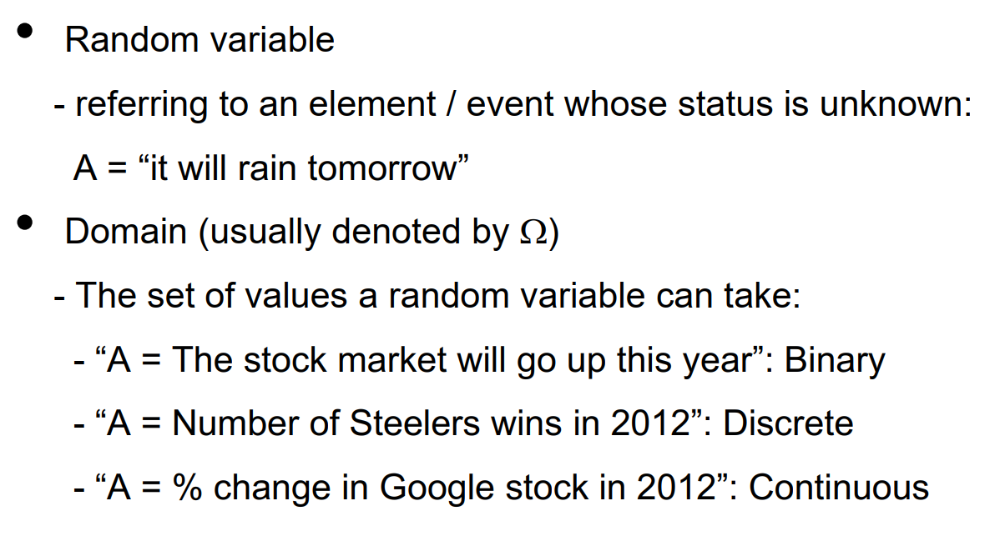 • Random variable
- referring to an element / event whose status is unknown:
A = “it will rain tomorrow”
• Domain (usually denoted by Ω)
- The set of values a random variable can take:
- “A = The stock market will go up this year”: Binary
- “A = Number of Steelers wins in 2012”: Discrete
- “A = % change in Google stock in 2012”: Continuous